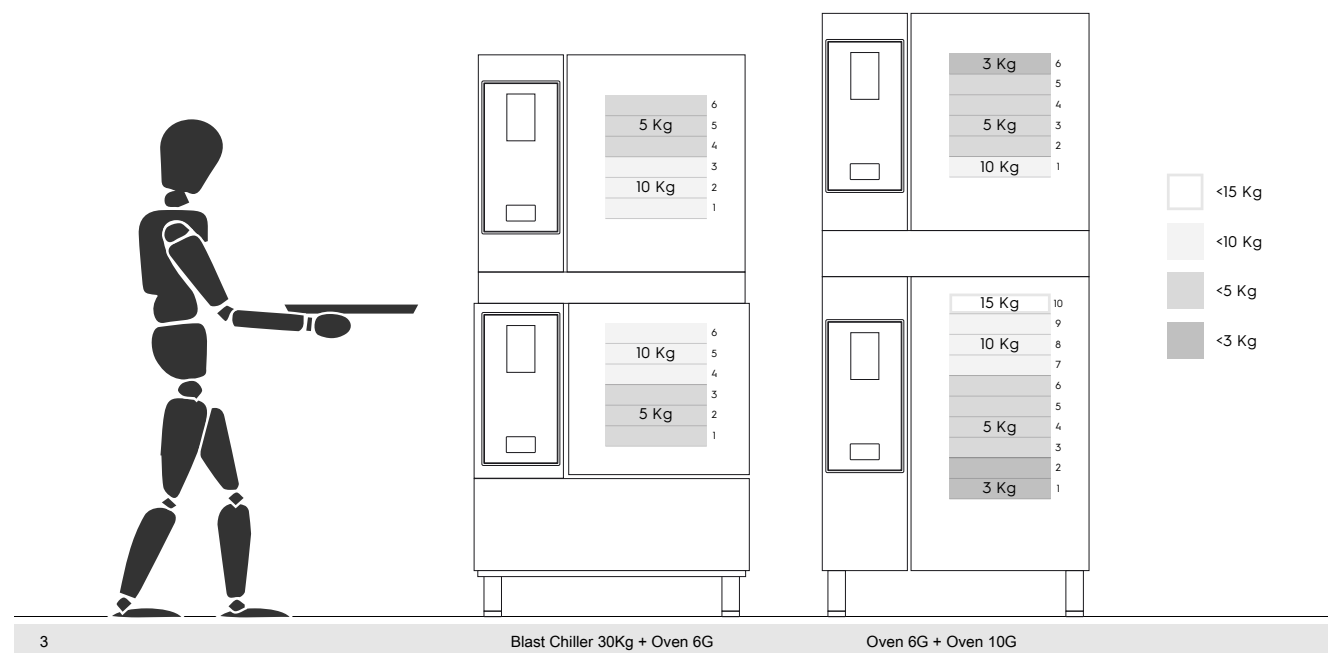 6
5 Kg 5
4
3
10 Kg 2
1
6
10 Kg 5
4
3
5 Kg 2
1
3 Kg 6
5
4
5 Kg 3
2
10 Kg 1
15 Kg 10
9
10 Kg 8
7
6
5
5 Kg 4
3
2
3 Kg 1
<15 Kg
<10 Kg
<5 Kg
<3 Kg
3 Blast Chiller 30Kg + Oven 6G Oven 6G + Oven 10G